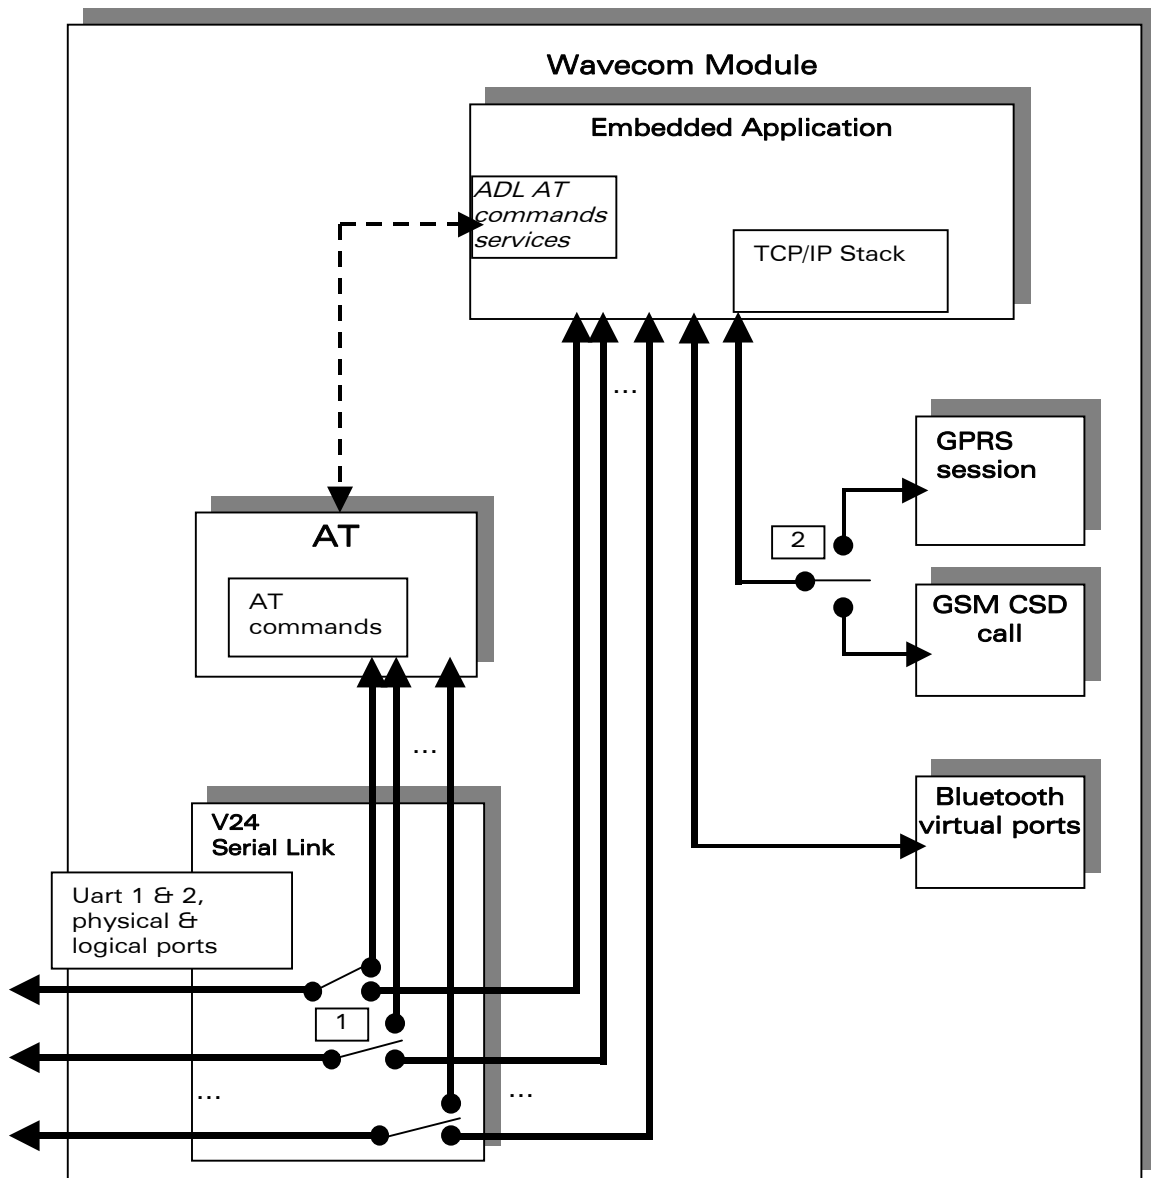 Wavecom Module
Embedded Application
ADL AT
commands
services
TCP/IP Stack
...
GPRS
session
AT
2
AT
commands
GSM CSD
call
...
Bluetooth
virtual ports
V24
Serial Link
Uart 1 & 2,
physical &
logical ports
1
...
...